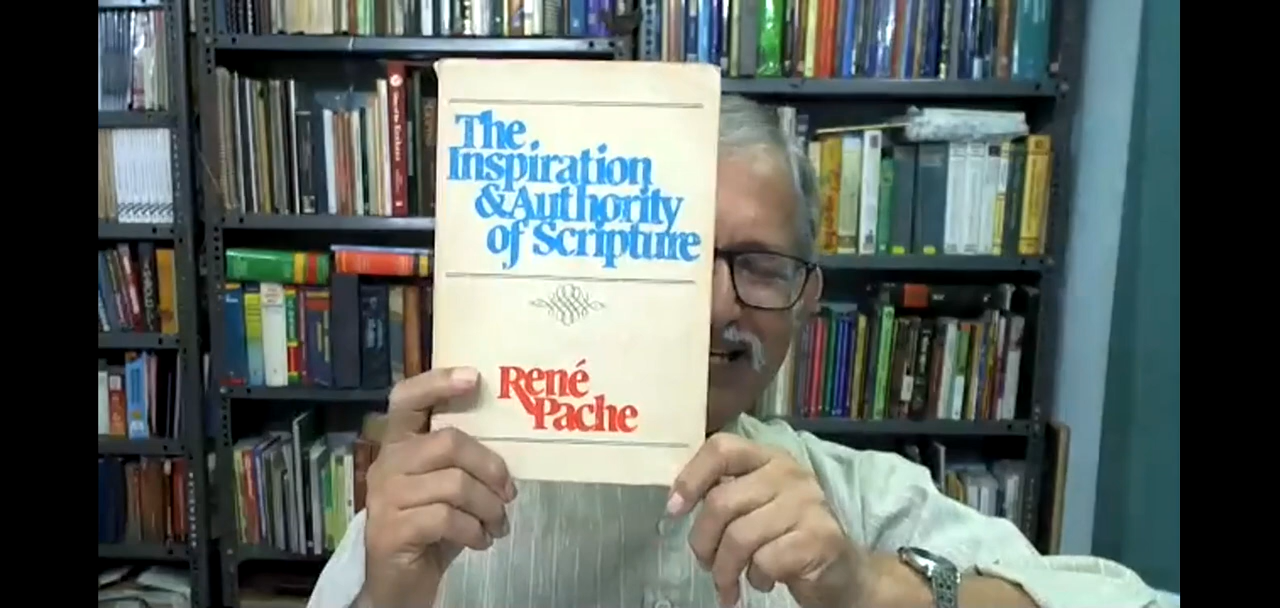 The
Inspiration
&Authority
of Scripture
René
Pache